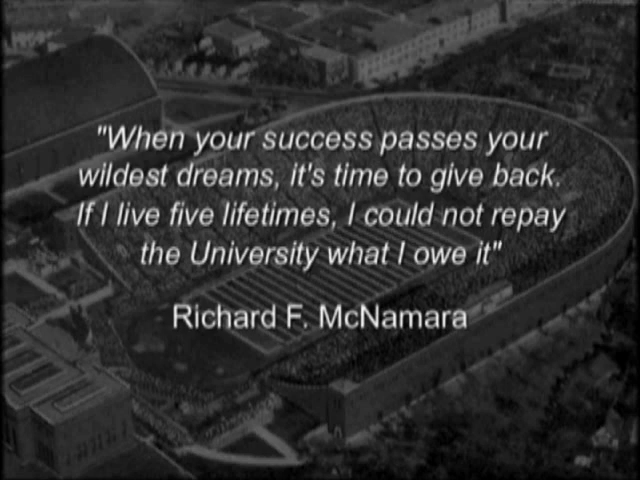 "When your success passes your
wildest dreams, it's time to give back.
If I live five lifetimes, I could not repay
the University what I owe it"
Richard F. McNamara